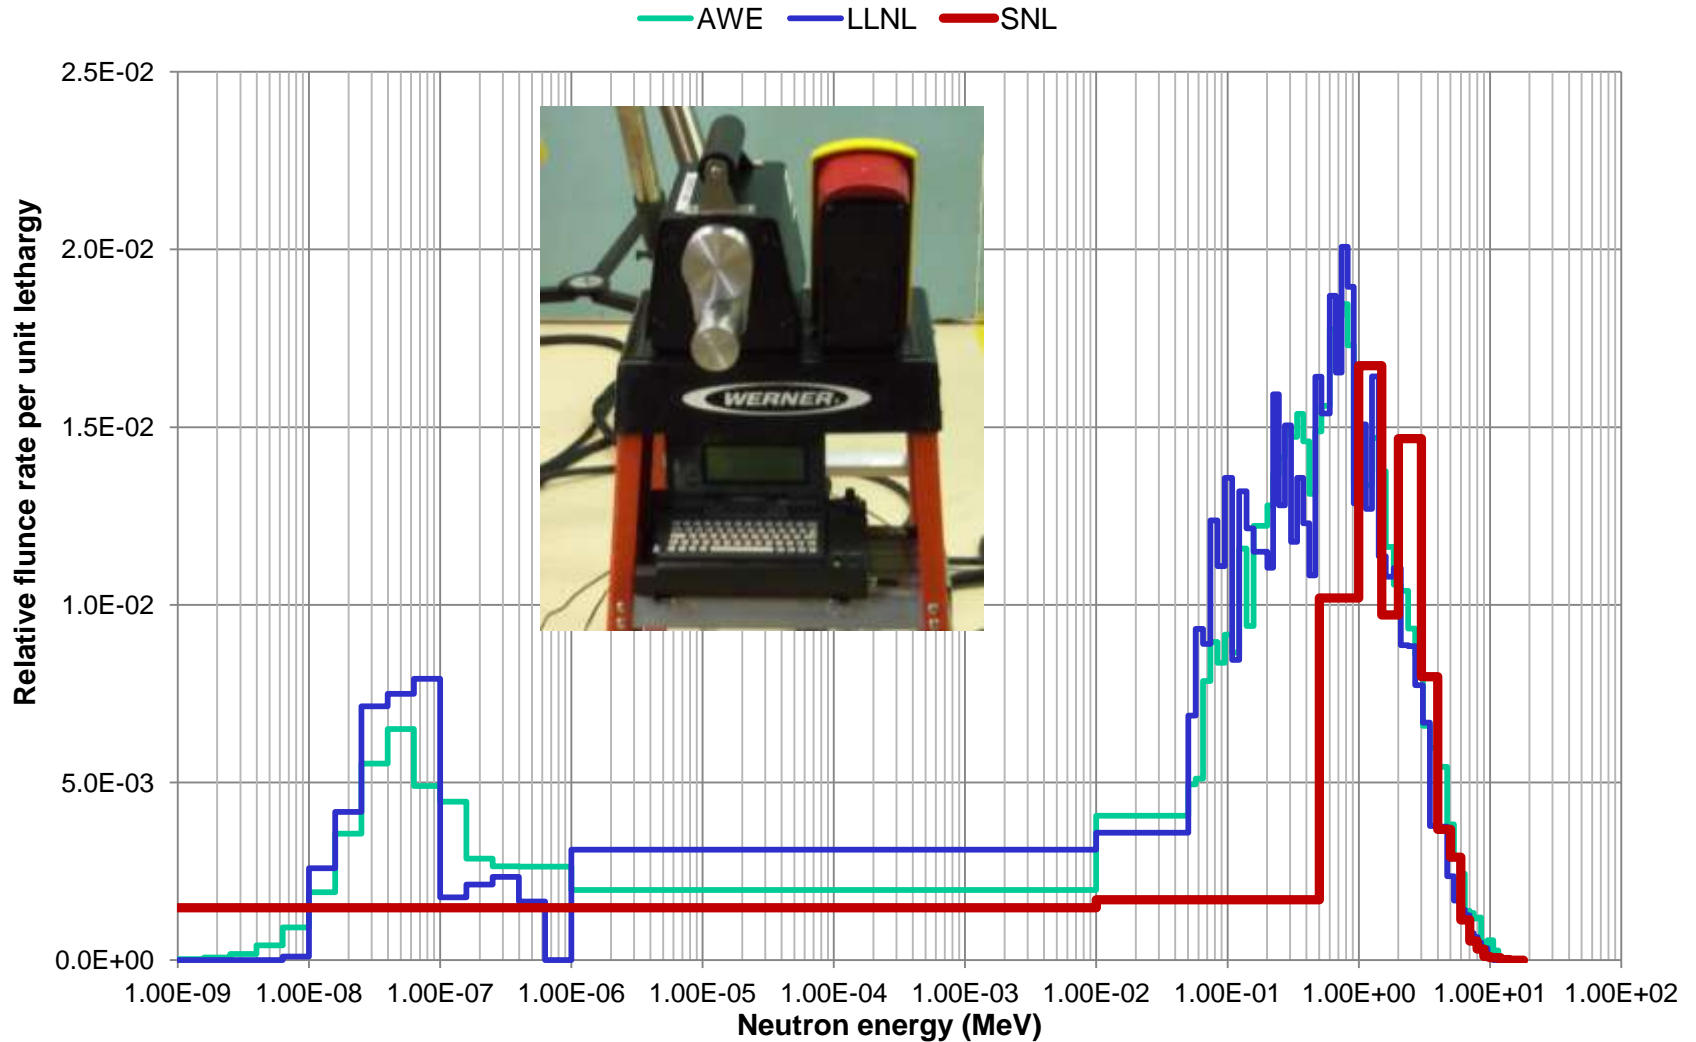 AWE LLNL SNL
2.5E-02
2.0E-02
1.5E-02
1.0E-02
5.0E-03
0.0E+00
Relative flunce rate per unit lethargy
WERNER
1.00E-09 1.00E-08 1.00E-07 1.00E-06 1.00E-05 1.00E-04 1.00E-03 1.00E-02 1.00E-01 1.00E+00 1.00E+01 1.00E+02
Neutron energy (MeV)